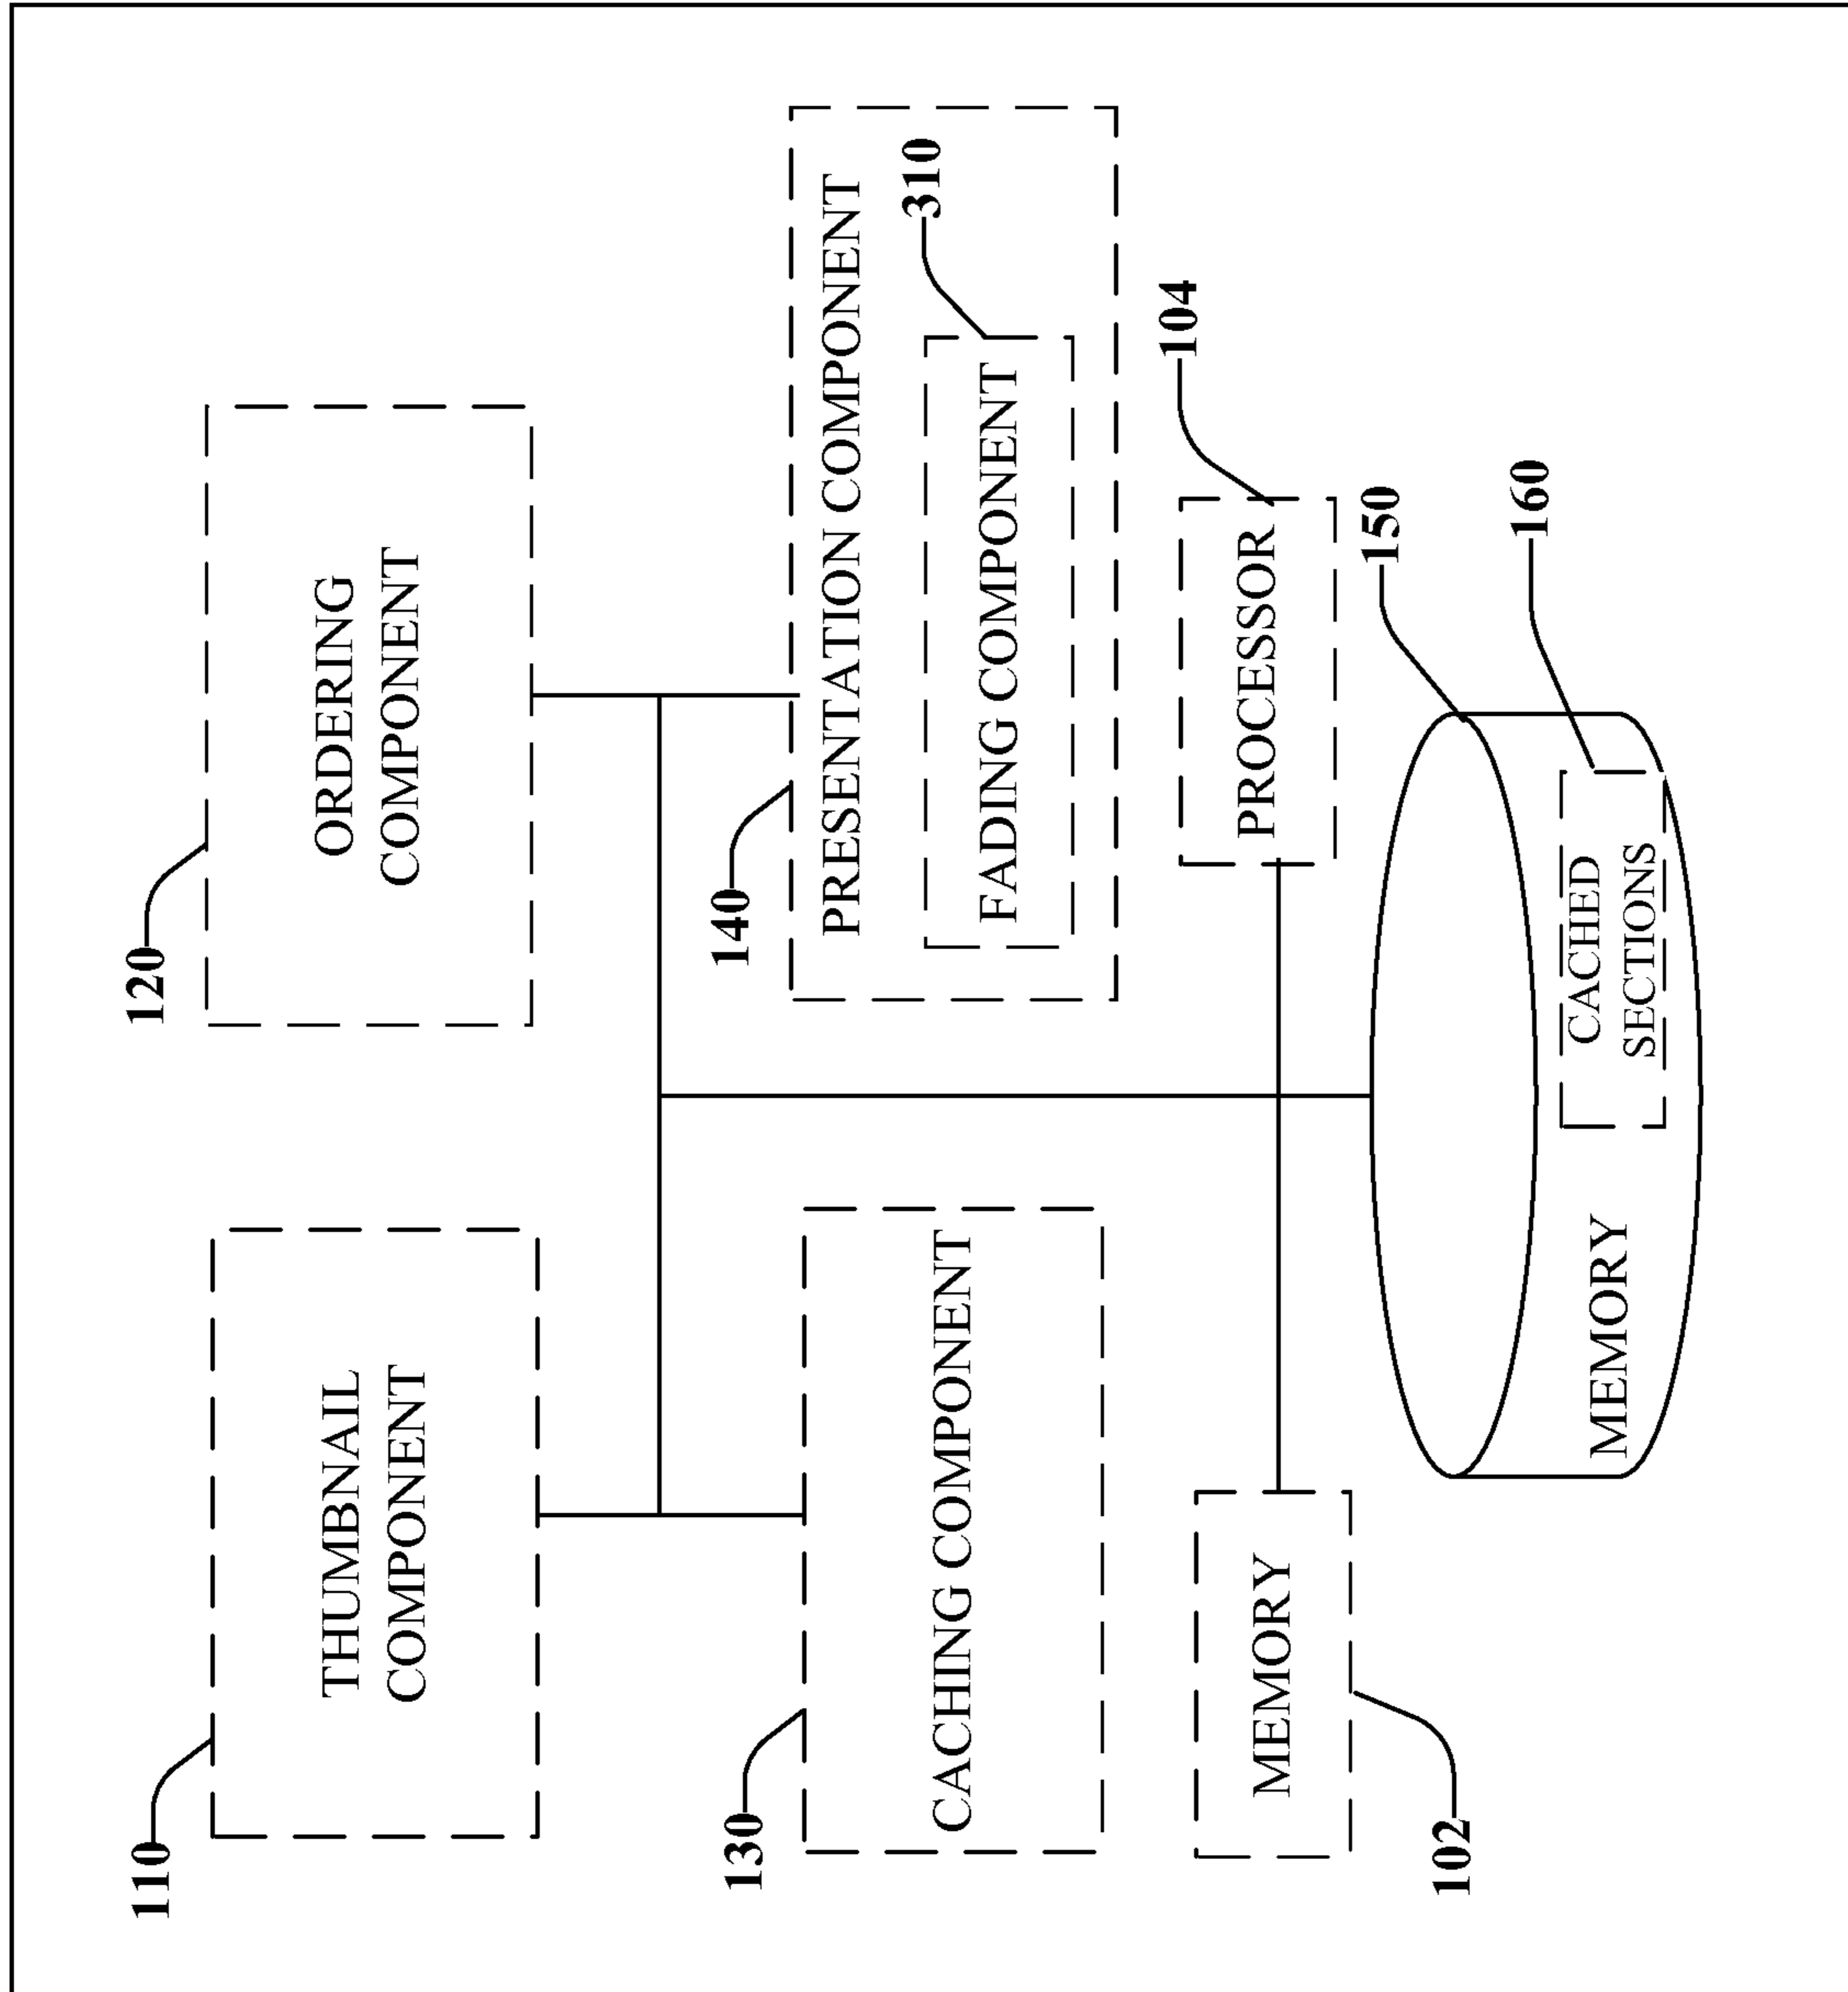 110
THUMBNAIL
COMPONENT
120
ORDERING
COMPONENT
130
CACHING COMPONENT
140
PRESENTATION COMPONENT
310
FADING COMPONENT
MEMORY
102
PROCESSOR
104
150
MEMORY
CACHED
SECTIONS
160